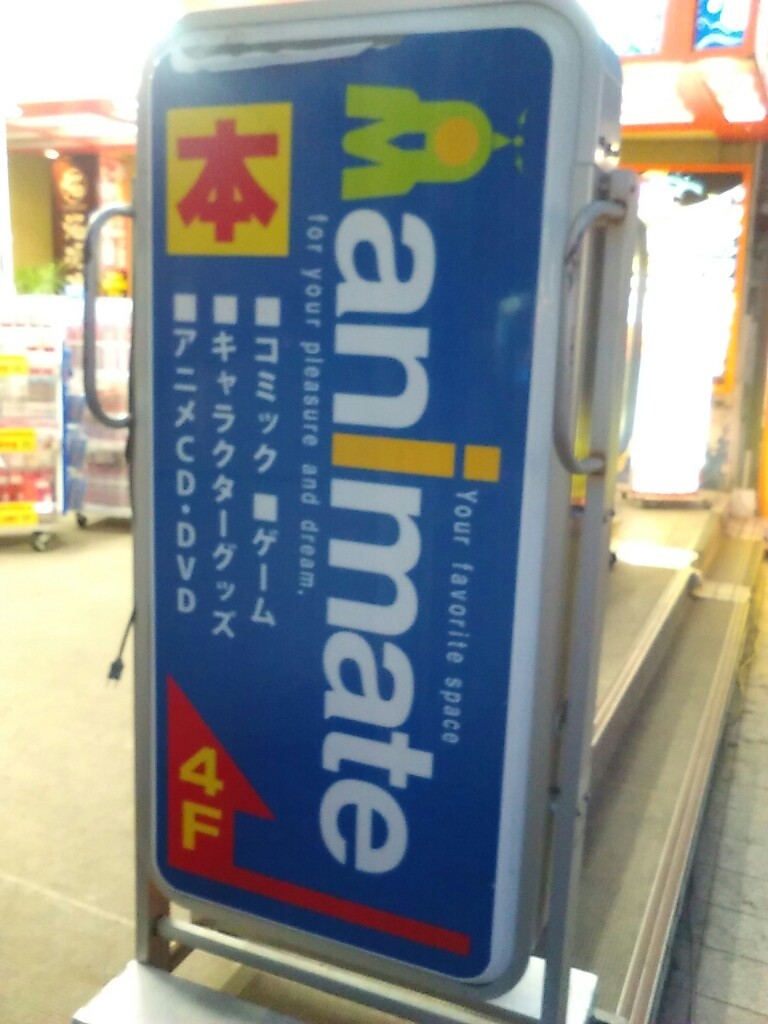 Your favorite space
animate
for your pleasure and dream.
本
■コミック ■ゲーム
■キャラクターグッズ
■アニメCD・DVD
4F